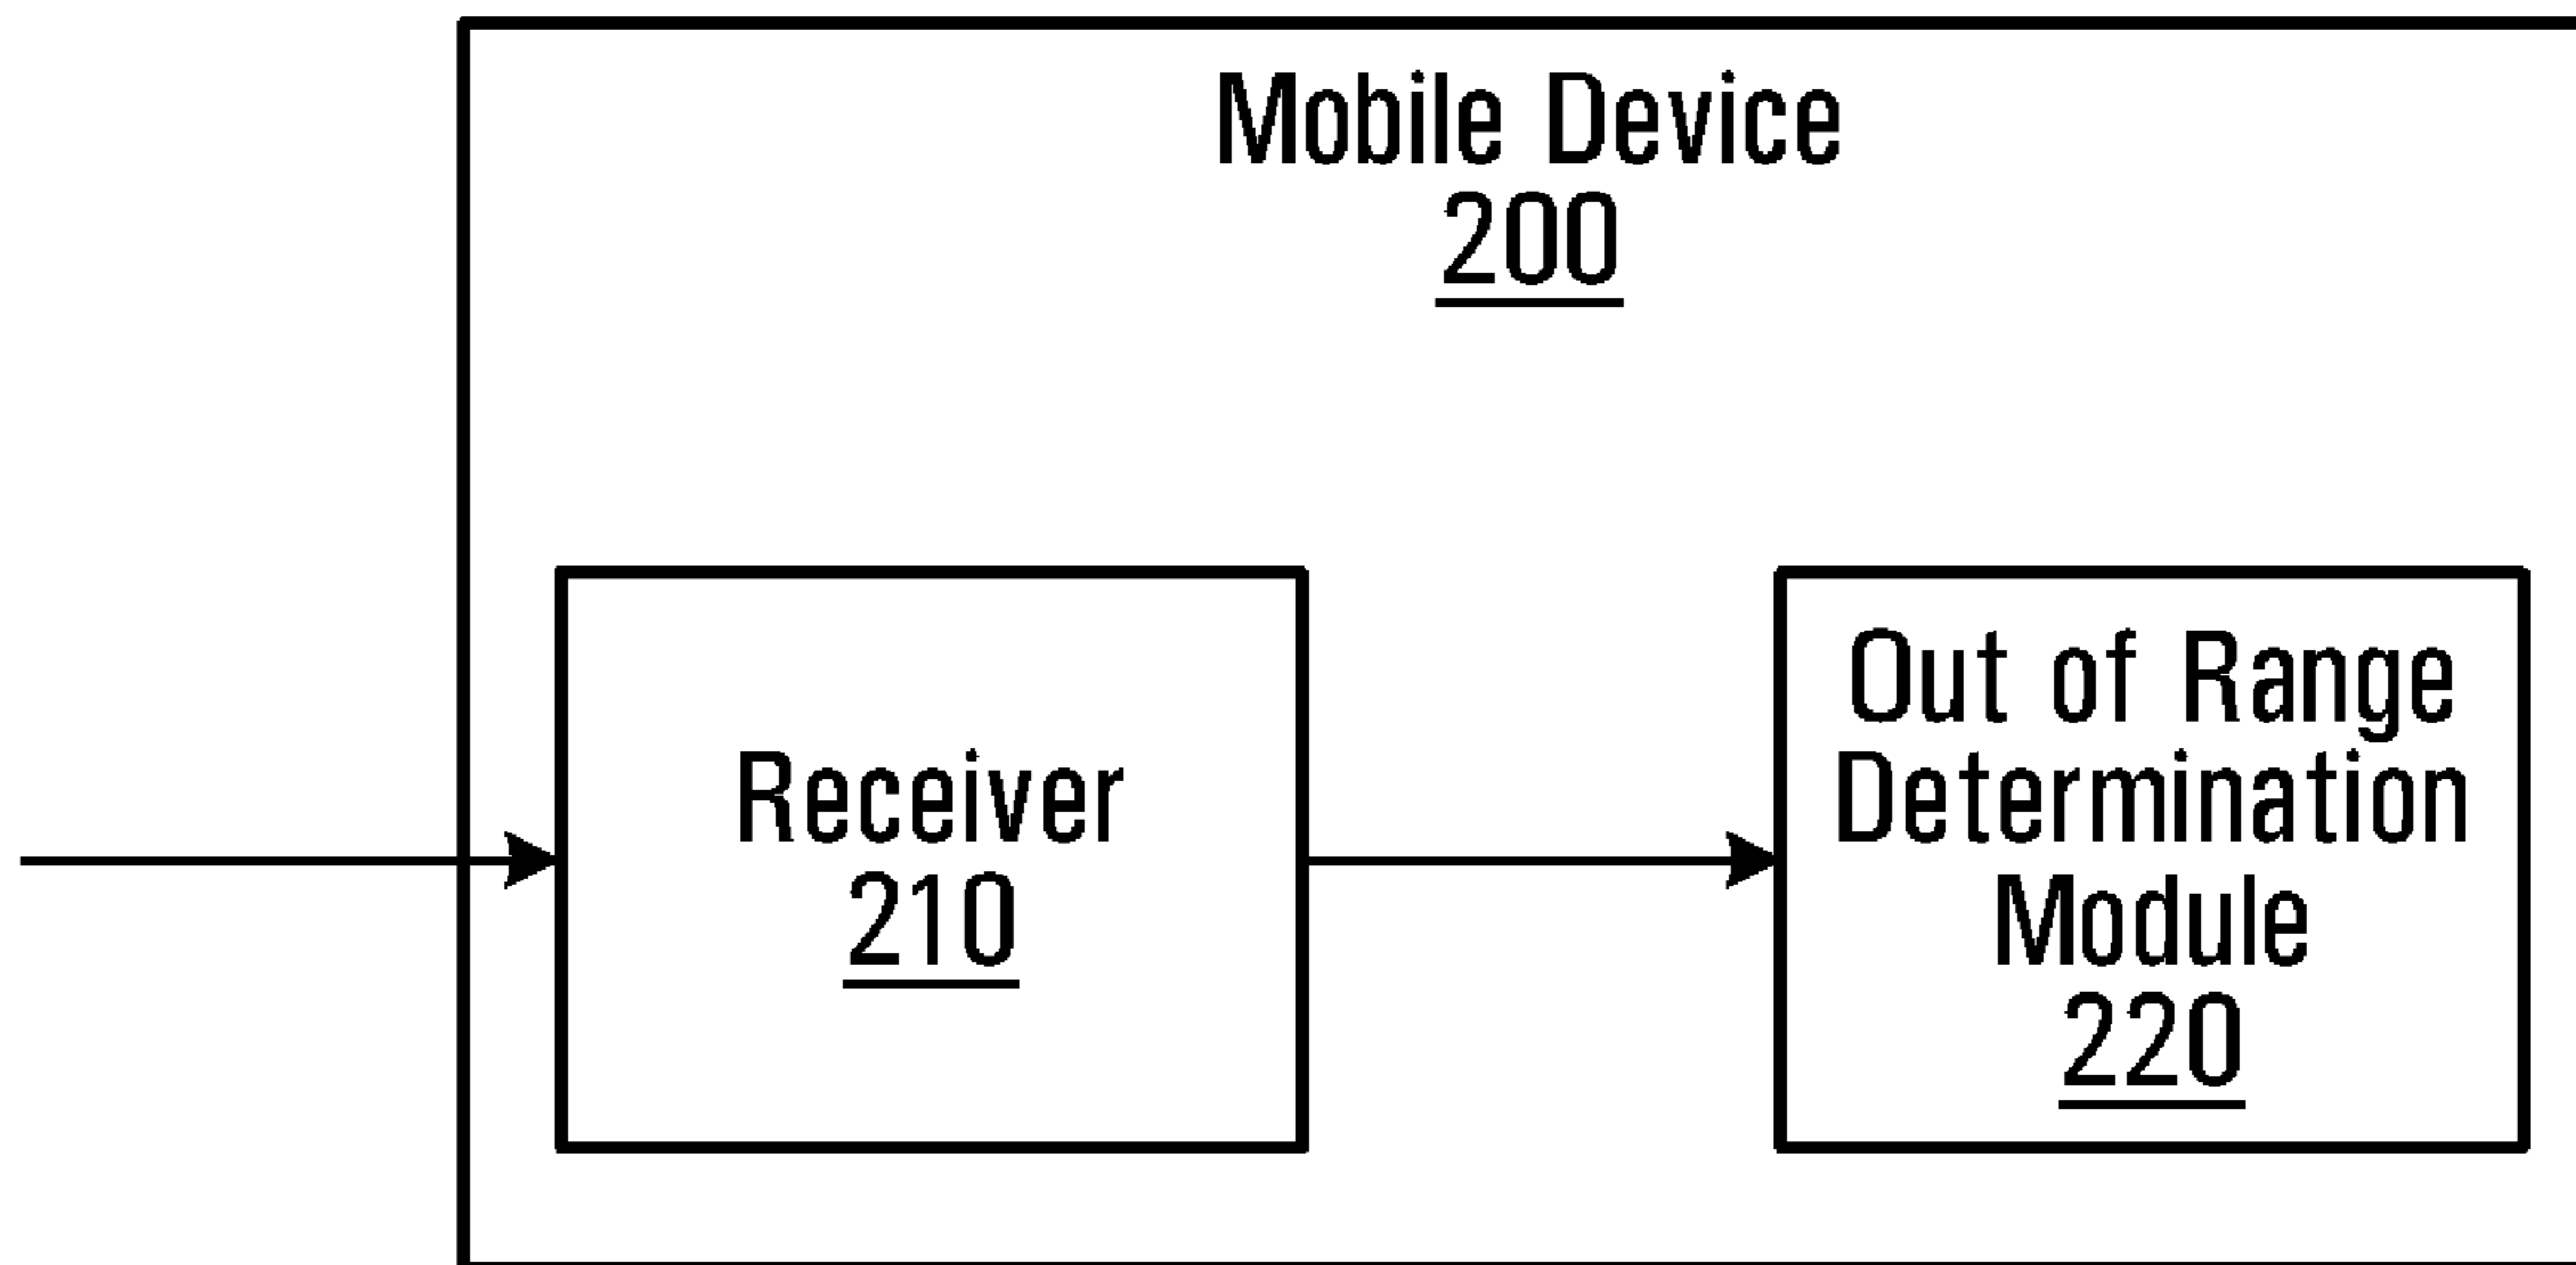 Mobile Device
200
Receiver
210
Out of Range
Determination
Module
220